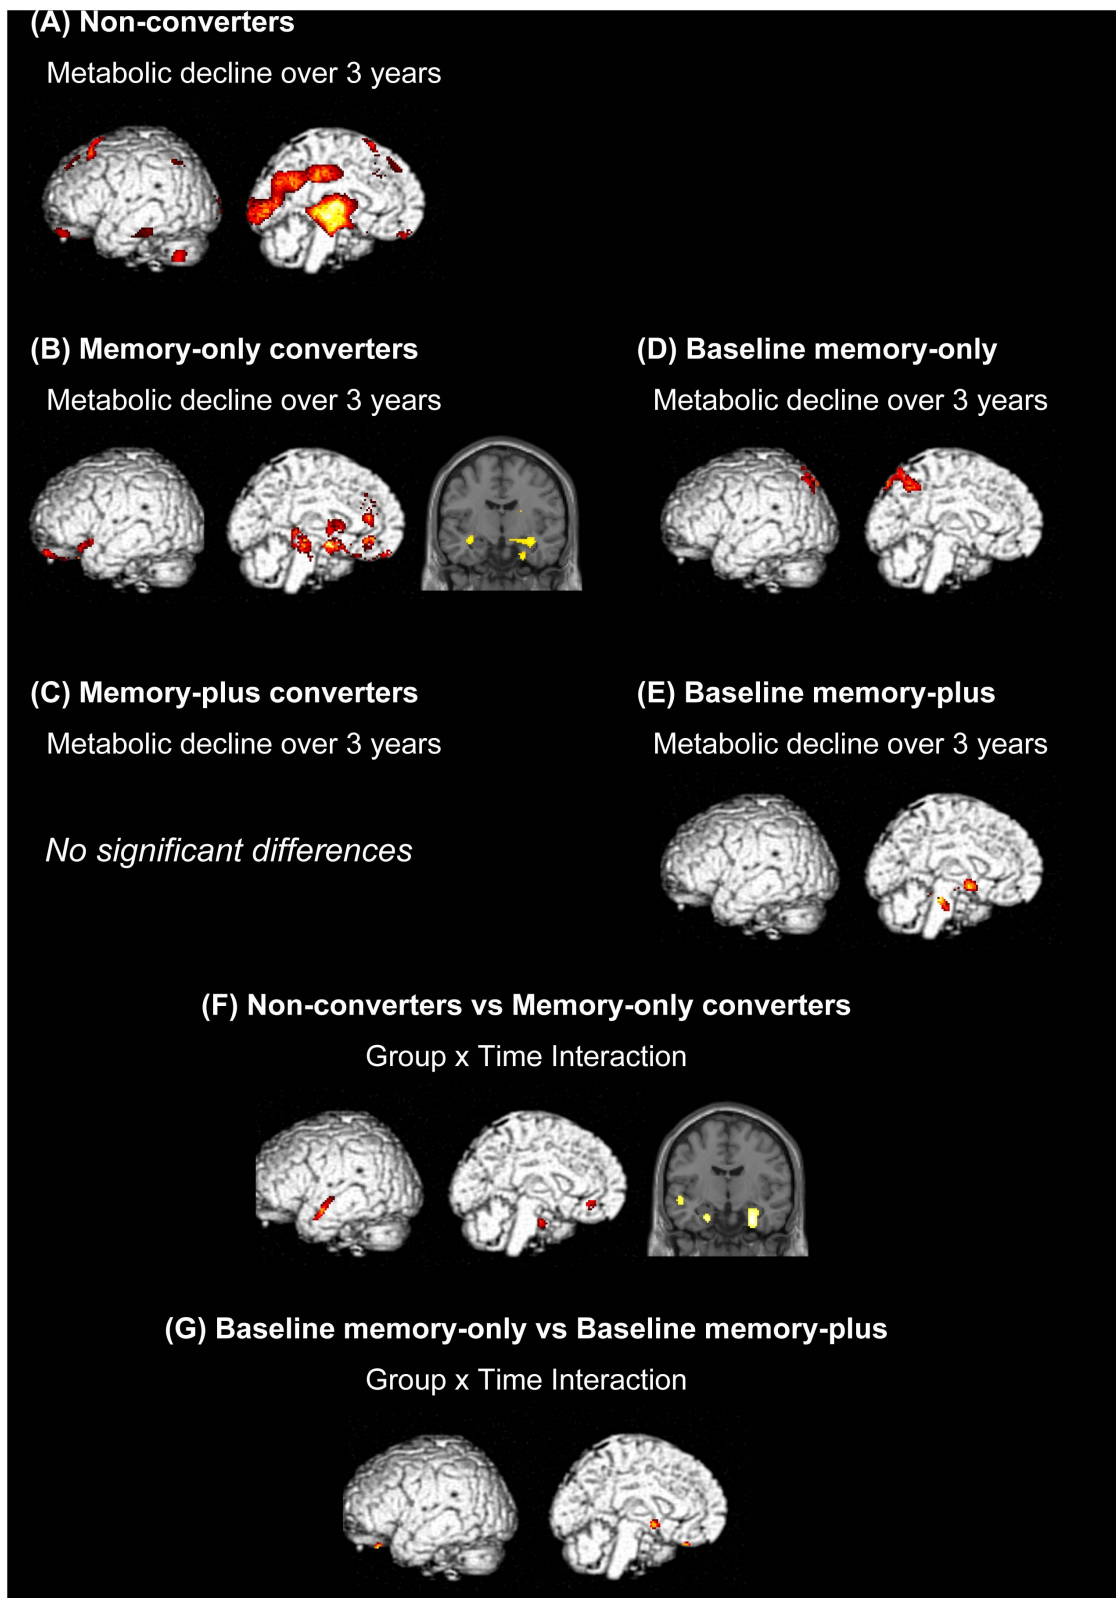 (A) Non-converters
Metabolic decline over 3 years
(B) Memory-only converters
Metabolic decline over 3 years
(D) Baseline memory-only
Metabolic decline over 3 years
(C) Memory-plus converters
Metabolic decline over 3 years
No significant differences
(E) Baseline memory-plus
Metabolic decline over 3 years
(F) Non-converters vs Memory-only converters
Group x Time Interaction
(G) Baseline memory-only vs Baseline memory-plus
Group x Time Interaction